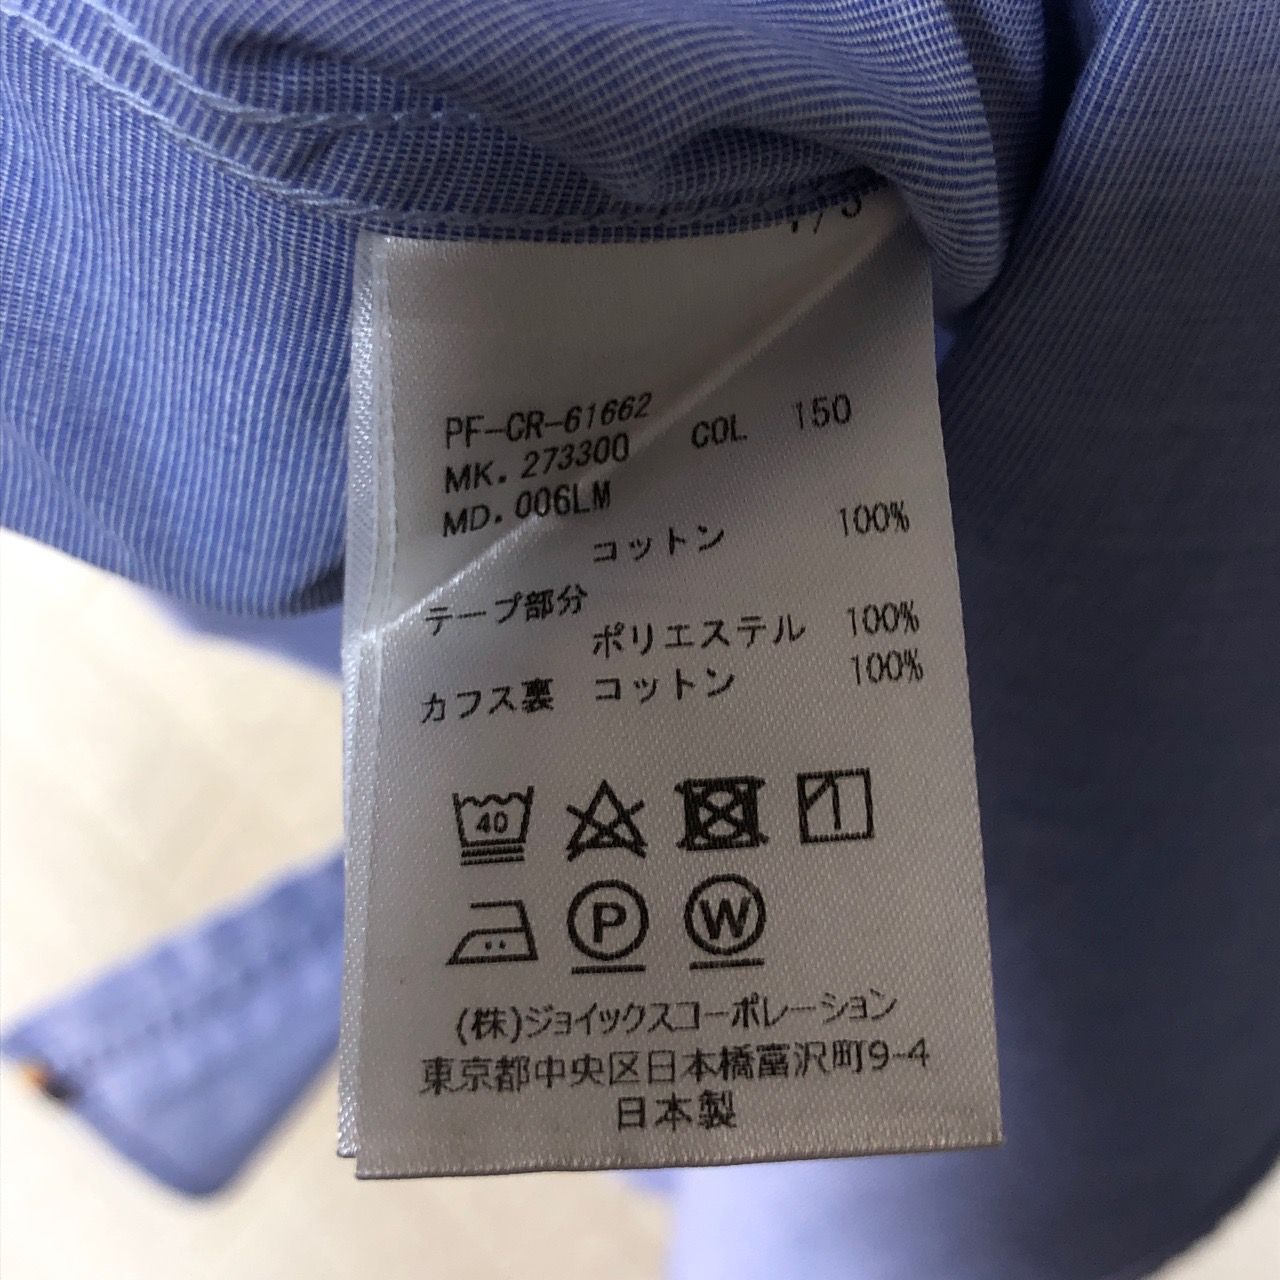 PF-CR-61662
MK. 273300 COL 150
MD. 006LM
コットン 100%
テープ部分
ポリエステル 100%
カフス裏 コットン 100%
40
P W
(株)ジョイックスコーポレーション
東京都中央区日本橋富沢町9-4
日本製